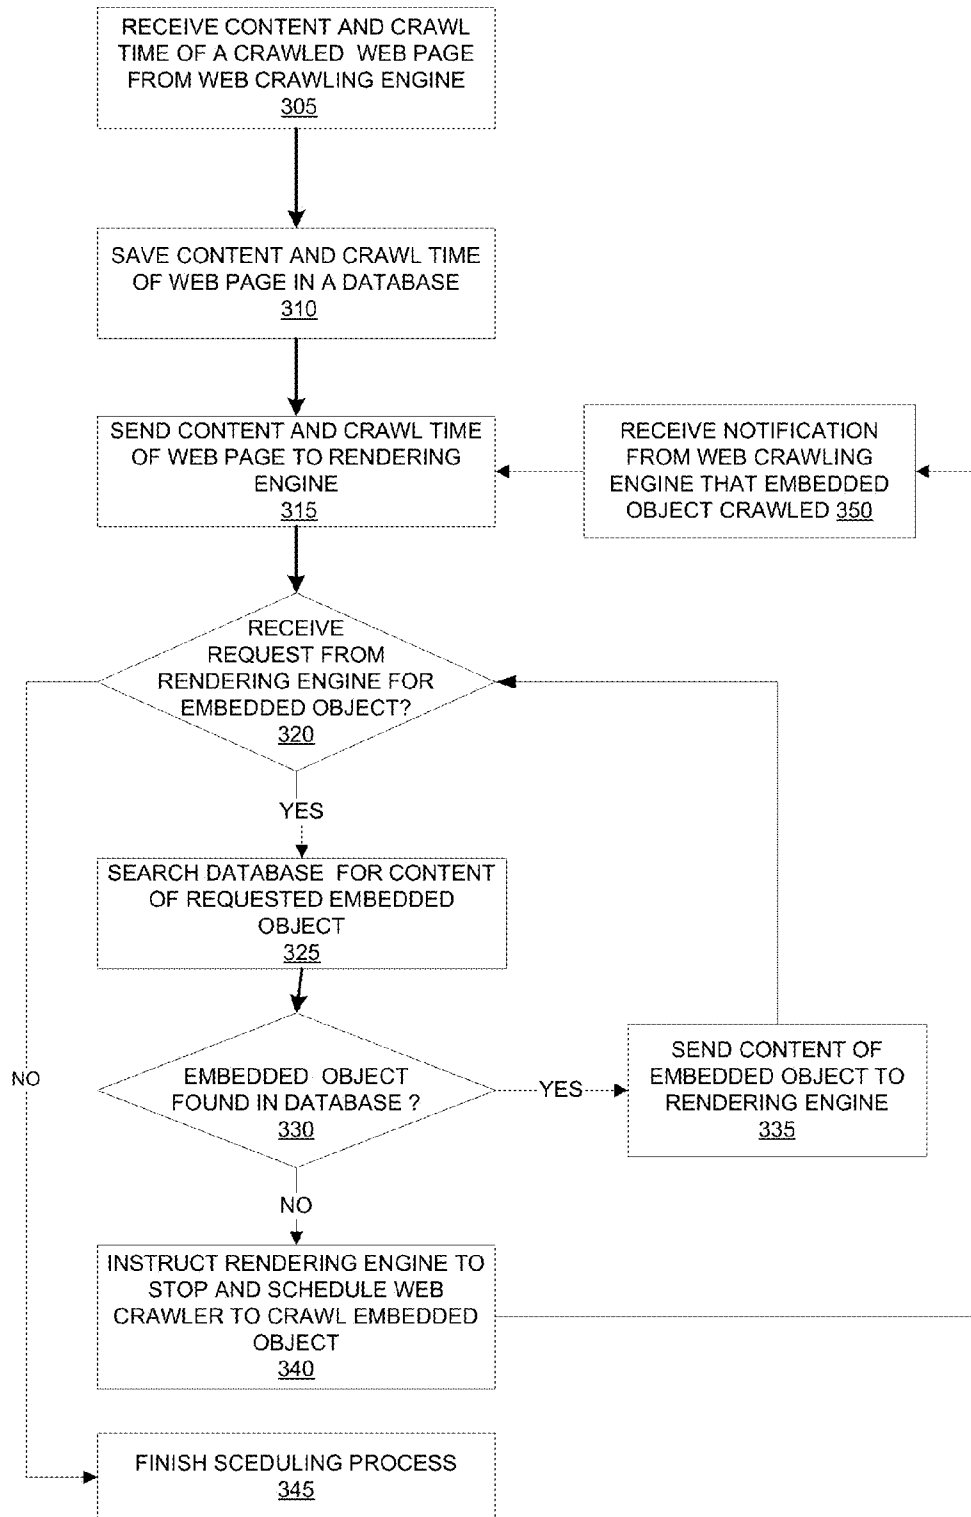 RECEIVE CONTENT AND CRAWL
TIME OF A CRAWLED WEB PAGE
FROM WEB CRAWLING ENGINE
305
SAVE CONTENT AND CRAWL TIME
OF WEB PAGE IN A DATABASE
310
SEND CONTENT AND CRAWL TIME
OF WEB PAGE TO RENDERING
ENGINE
315
RECEIVE NOTIFICATION
FROM WEB CRAWLING
ENGINE THAT EMBEDDED
OBJECT CRAWLED 350
RECEIVE
REQUEST FROM
RENDERING ENGINE FOR
EMBEDDED OBJECT?
320
YES
SEARCH DATABASE FOR CONTENT
OF REQUESTED EMBEDDED
OBJECT
325
NO
EMBEDDED OBJECT
FOUND IN DATABASE ?
330
YES
SEND CONTENT OF
EMBEDDED OBJECT TO
RENDERING ENGINE
335
NO
INSTRUCT RENDERING ENGINE TO
STOP AND SCHEDULE WEB
CRAWLER TO CRAWL EMBEDDED
OBJECT
340
FINISH SCEDULING PROCESS
345